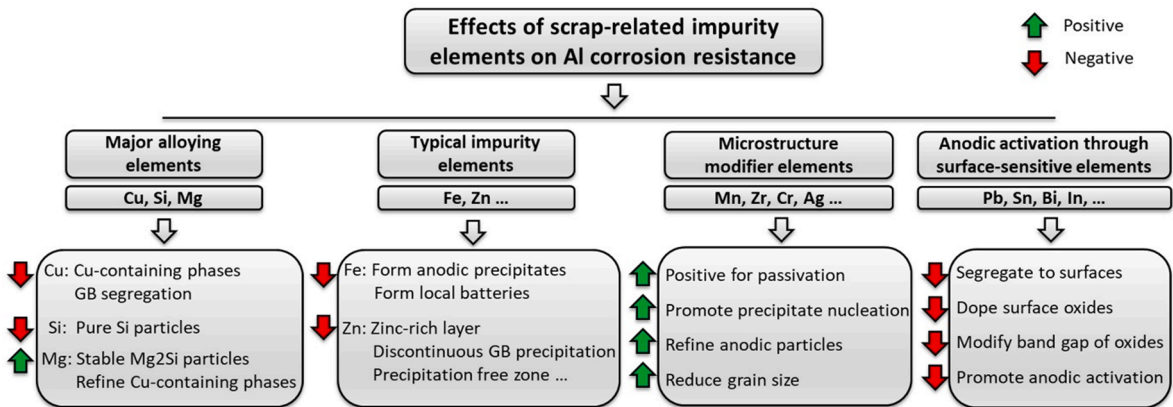 Effects of scrap-related impurity
elements on Al corrosion resistance
Positive
Negative
Major alloying
elements
Cu, Si, Mg
Cu: Cu-containing phases
GB segregation
Si: Pure Si particles
Mg: Stable Mg2Si particles
Refine Cu-containing phases
Typical impurity
elements
Fe, Zn ...
Fe: Form anodic precipitates
Form local batteries
Zn: Zinc-rich layer
Discontinuous GB precipitation
Precipitation free zone ...
Microstructure
modifier elements
Mn, Zr, Cr, Ag ...
Positive for passivation
Promote precipitate nucleation
Refine anodic particles
Reduce grain size
Anodic activation through
surface-sensitive elements
Pb, Sn, Bi, In, ...
Segregate to surfaces
Dope surface oxides
Modify band gap of oxides
Promote anodic activation